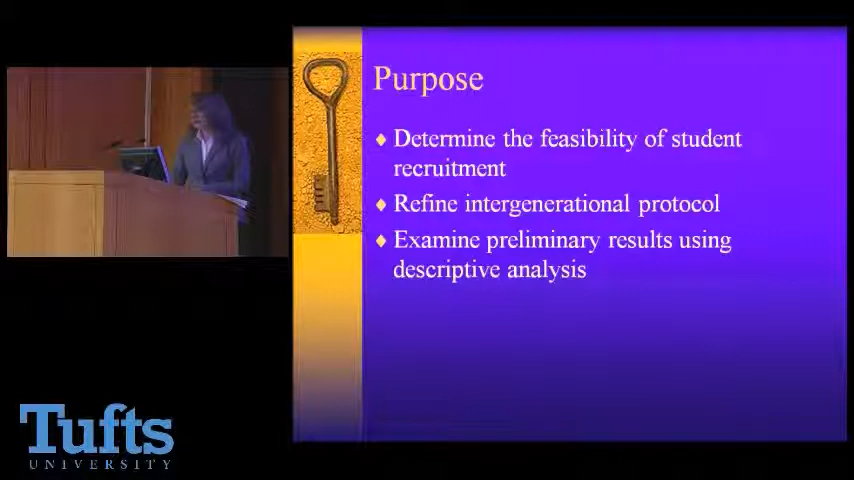 Purpose
Determine the feasibility of student
recruitment
Refine intergenerational protocol
Examine preliminary results using
descriptive analysis
Tufts
UNIVERSITY